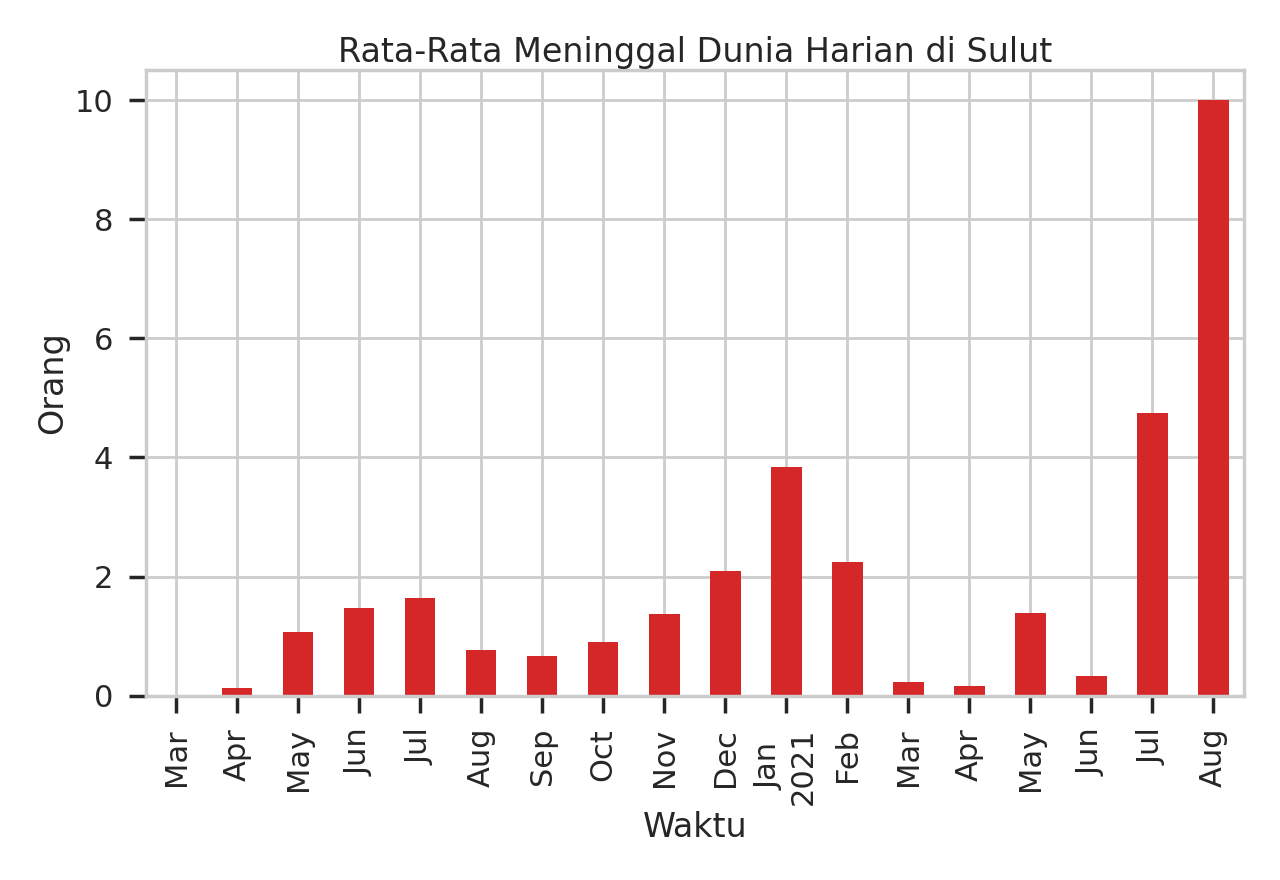 Rata-Rata Meninggal Dunia Harian di Sulut
10
8
6
4
2
0
Orang
Mar
Apr
May
Jun
Jul
Aug
Sep
Oct
Nov
Dec
Jan
2021
Feb
Mar
Apr
May
Jun
Jul
Aug
Waktu